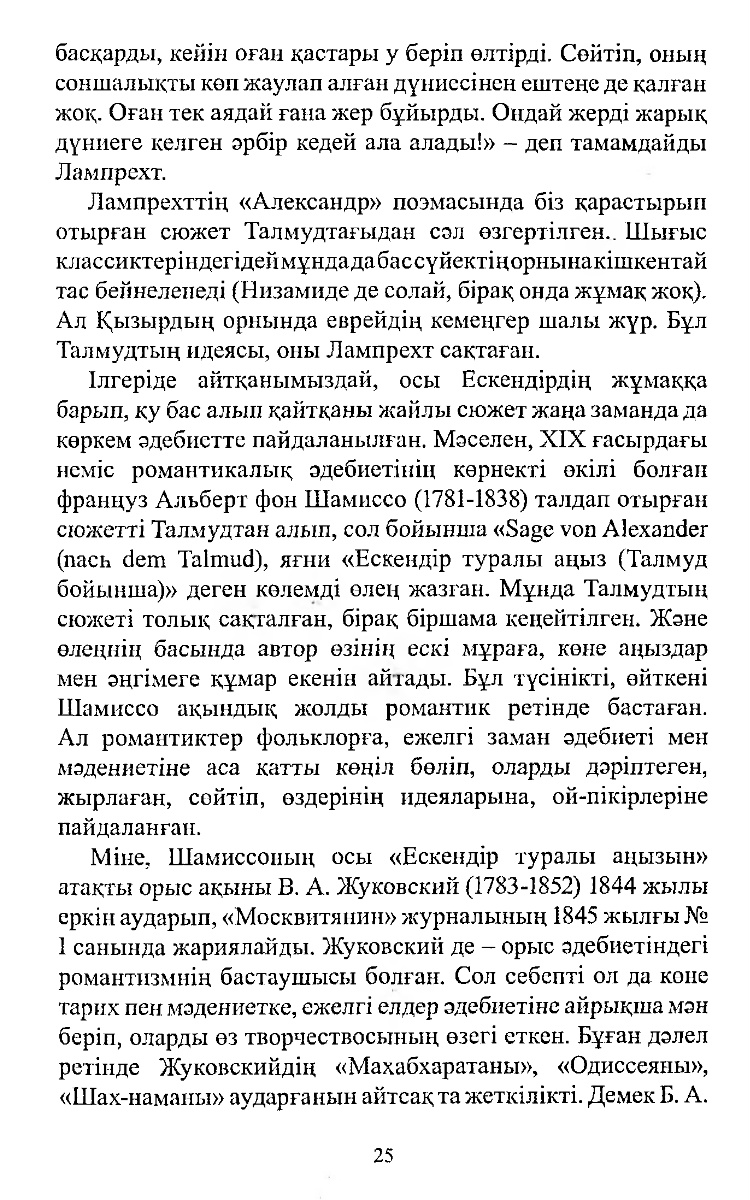 басқарды, кейін оған қастары у беріп өлтірді. Сөйтіп, оның
соншалықты көп жаулап алған дүниесінен ештеңе де қалған
жоқ. Оған тек аядай ғана жер бұйырды. Ондай жерді жарық
дүниеге келген әрбір кедей ала алады!» – деп тамамдайды
Лампрехт.
Лампрехттің «Александр» поэмасында біз қарастырып
отырған сюжет Талмудтағыдан сәл өзгертілген.. Шығыс
классиктеріндегідей мұнда да бас сүйектің орнына кішкентай
тас бейнеленеді (Низамиде де солай, бірақ онда жұмақ жоқ).
Ал Қызырдың орнында еврейдің кемеңгер шалы жүр. Бұл
Талмудтың идеясы, оны Лампрехт сақтаған.
Ілгеріде айтқанымыздай, осы Ескендірдің жұмаққа
барып, қу бас алып қайтқаны жайлы сюжет жаңа заманда да
көркем әдебиетте пайдаланылған. Мәселен, XIX ғасырдағы
неміс романтикалық әдебиетінің көрнекті өкілі болған
француз Альберт фон Шамиссо (1781-1838) талдап отырған
сюжетті Талмудтан алып, сол бойынша «Sage von Alexander
(nach dem Talmud), яғни «Ескендір туралы аңыз (Талмуд
бойынша)» деген көлемді өлең жазған. Мұнда Талмудтың
сюжеті толық сақталған, бірақ біршама кеңейтілген. Және
өлеңнің басында автор өзінің ескі мұраға, көне аңыздар
мен әңгімеге құмар екенін айтады. Бұл түсінікті, өйткені
Шамиссо ақындық жолды романтик ретінде бастаған.
Ал романтиктер фольклорға, ежелгі заман әдебиеті мен
мәдениетіне аса қатты көңіл бөліп, оларды дәріптеген,
жырлаған, сөйтіп, өздерінің идеяларына, ой-пікірлеріне
пайдаланған.
Міне, Шамиссоның осы «Ескендір туралы аңызын»
атақты орыс ақыны В. А. Жуковский (1783-1852) 1844 жылы
еркін аударып, «Москвитянин» журналының 1845 жылғы №
1 санында жариялайды. Жуковский де – орыс әдебиетіндегі
романтизмнің бастаушысы болған. Сол себепті ол да көне
тарих пен мәдениетке, ежелгі елдер әдебиетіне айрықша мән
беріп, оларды өз творчествосының өзегі еткен. Бұған дәлел
ретінде Жуковскийдің «Махабхаратаны», «Одиссеяны»,
«Шах-наманы» аударғанын айтсақ та жеткілікті. Демек Б. А.
25